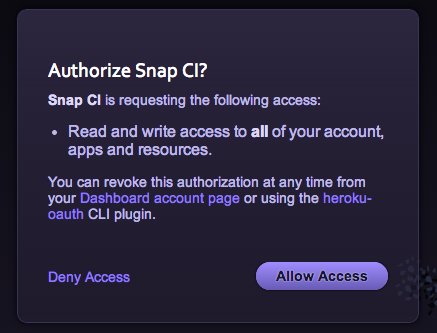 Authorize Snap CI?
Snap CI is requesting the following access:
• Read and write access to all of your account,
apps and resources.
You can revoke this authorization at any time from
your Dashboard account page or using the heroku-
oauth CLI plugin.
Deny Access
Allow Access